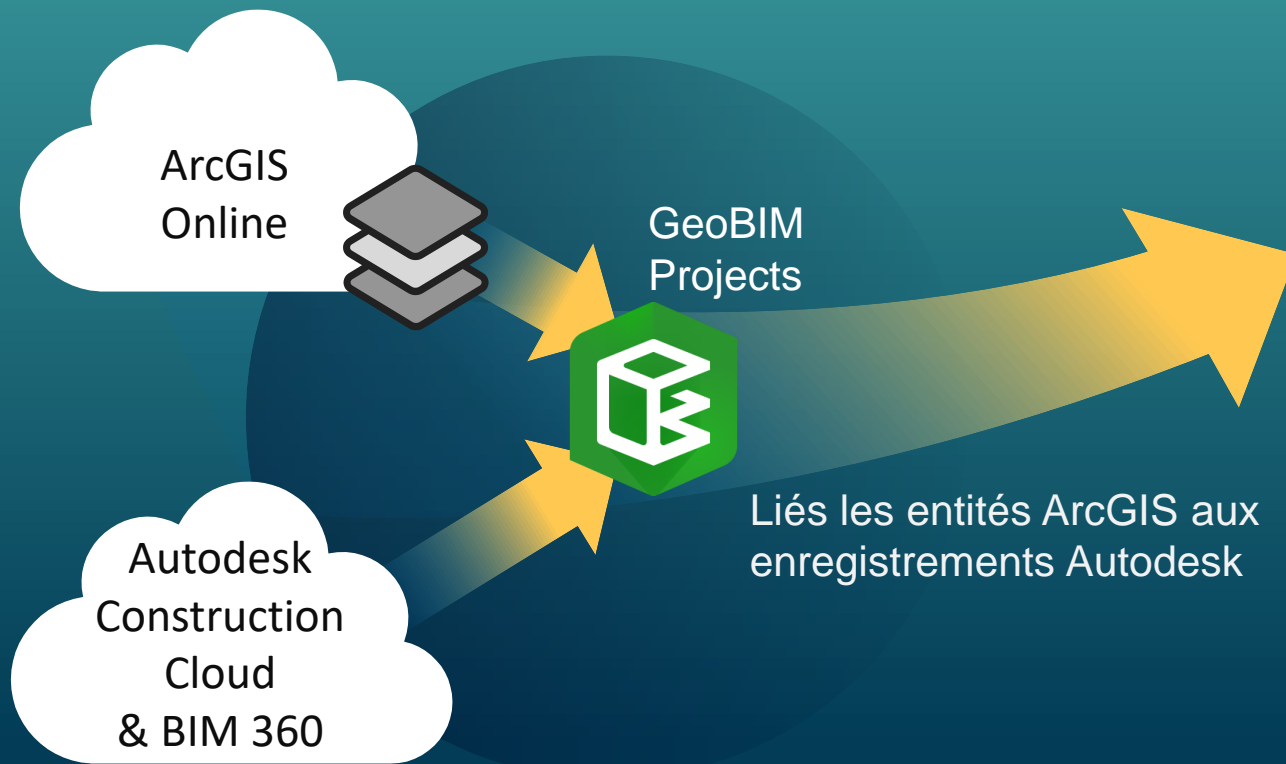 ArcGIS
Online
GeoBIM
Projects
Liés les entités ArcGIS aux
enregistrements Autodesk
Autodesk
Construction
Cloud
& BIM 360